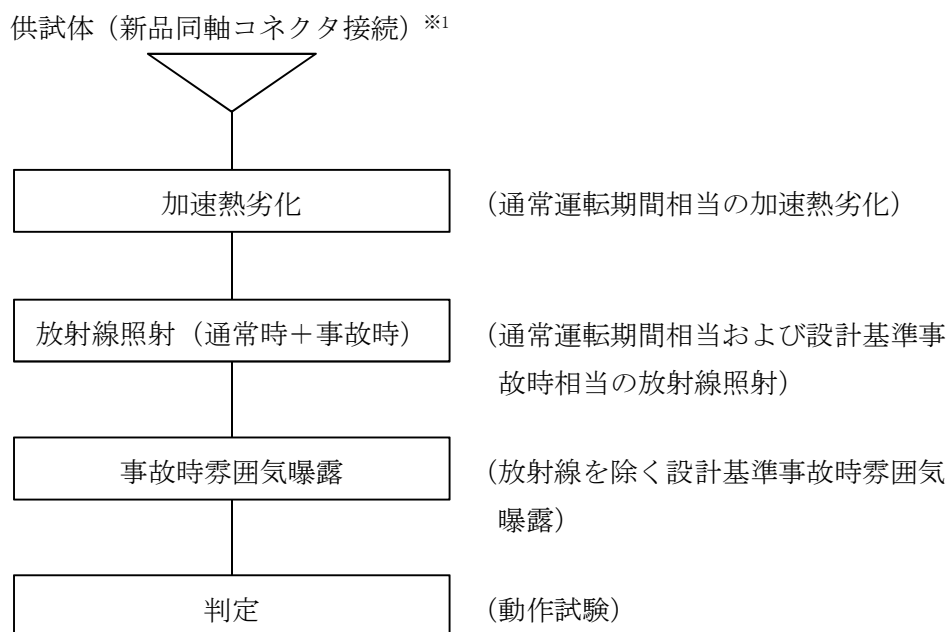 供試体（新品同軸コネクタ接続）※1
加速熱劣化
（通常運転期間相当の加速熱劣化）
放射線照射（通常時＋事故時）
（通常運転期間相当および設計基準事
故時相当の放射線照射）
事故時雰囲気曝露
（放射線を除く設計基準事故時雰囲気
曝露）
判定
（動作試験）